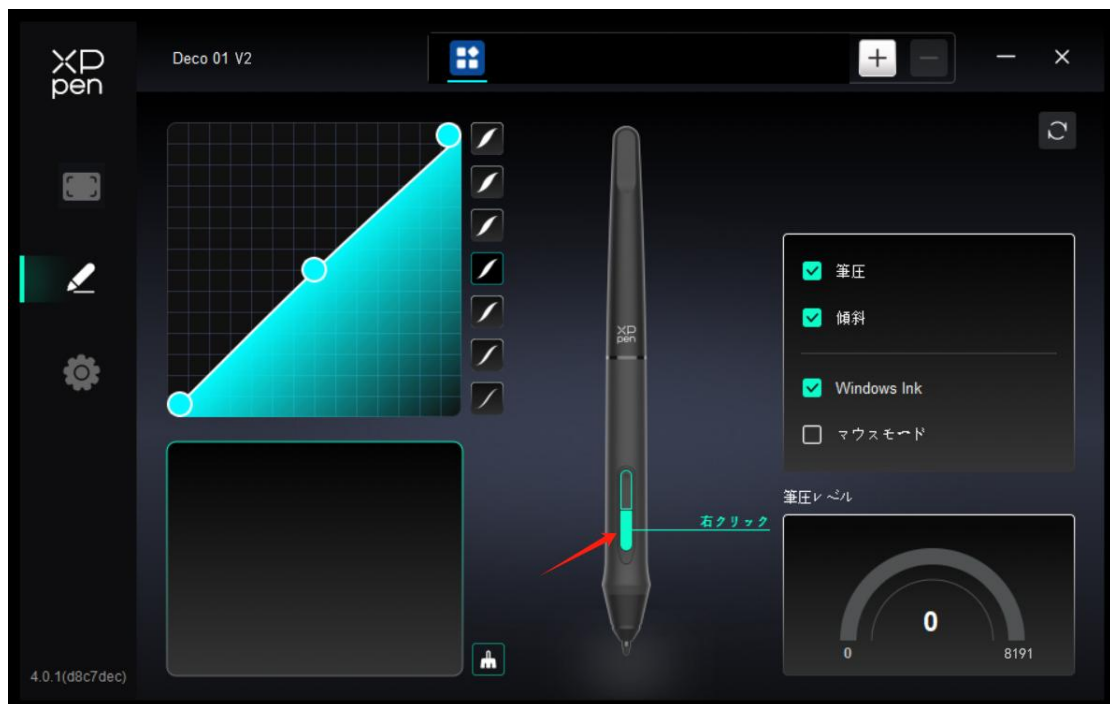 XP
pen
Deco 01 V2
筆圧
傾斜
XP
pen
Windows Ink
マウスモード
筆圧レベル
右クリック
0
0
8191
4.0.1(d8c7dec)